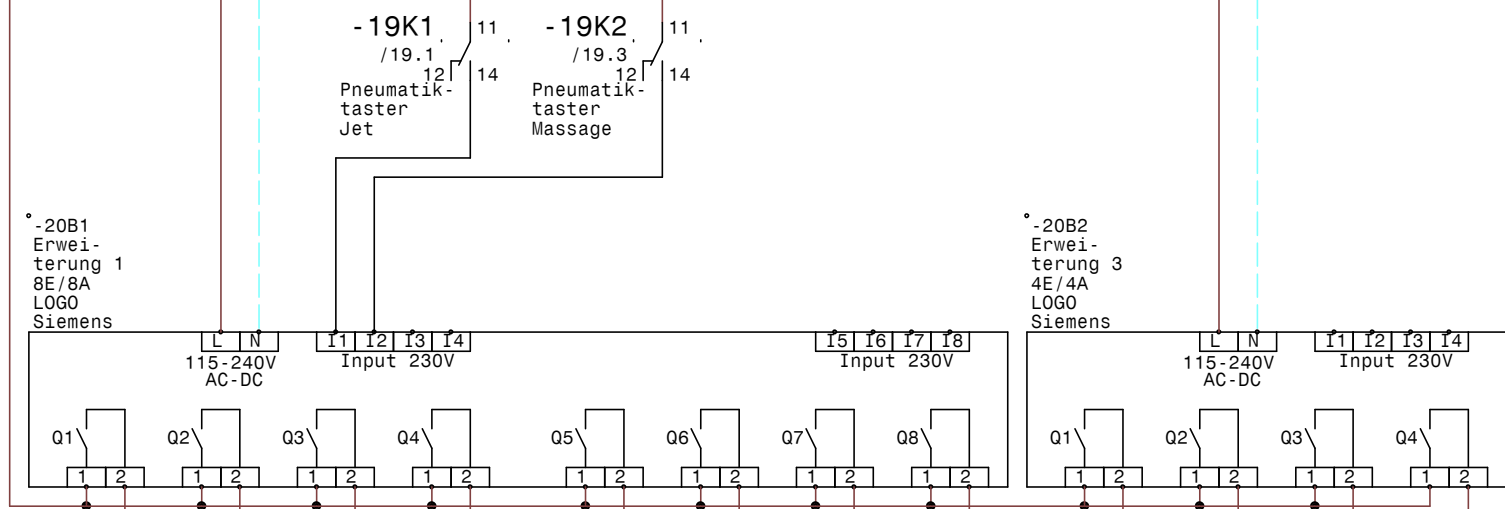 -19K1 11 -19K2 11
/19.1 /19.3
12 14 12 14
Pneumatik-
taster
Jet
Pneumatik-
taster
Massage
-20B1
Erwei-
terung 1
8E/8A
LOGO
Siemens
-20B2
Erwei-
terung 3
4E/4A
LOGO
Siemens
L N I1 I2 I3 I4 I5 I6 I7 I8 L N I1 I2 I3 I4
115-240V Input 230V Input 230V 115-240V Input 230V
AC-DC AC-DC
Q1 Q2 Q3 Q4 Q5 Q6 Q7 Q8 Q1 Q2 Q3 Q4
1 2 1 2 1 2 1 2 1 2 1 2 1 2 1 2 1 2 1 2 1 2 1 2